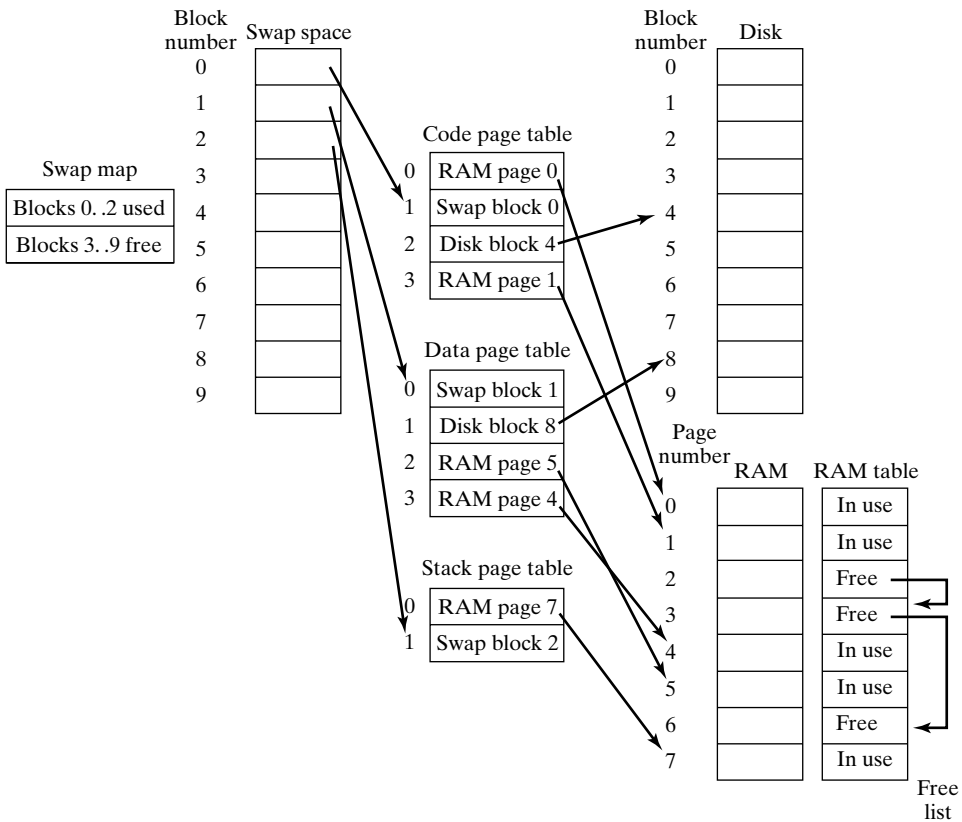 Block
number
Swap space
0
1
2
3
4
5
6
7
8
9
Swap map
Blocks 0. .2 used
Blocks 3. .9 free
Code page table
0 RAM page 0
1 Swap block 0
2 Disk block 4
3 RAM page 1
Data page table
0 Swap block 1
1 Disk block 8
2 RAM page 5
3 RAM page 4
Stack page table
0 RAM page 7
1 Swap block 2
Block
number
Disk
0
1
2
3
4
5
6
7
8
9
Page
number
RAM
RAM table
0 In use
1 In use
2 Free
3 Free
4 In use
5 In use
6 Free
7 In use
Free
list